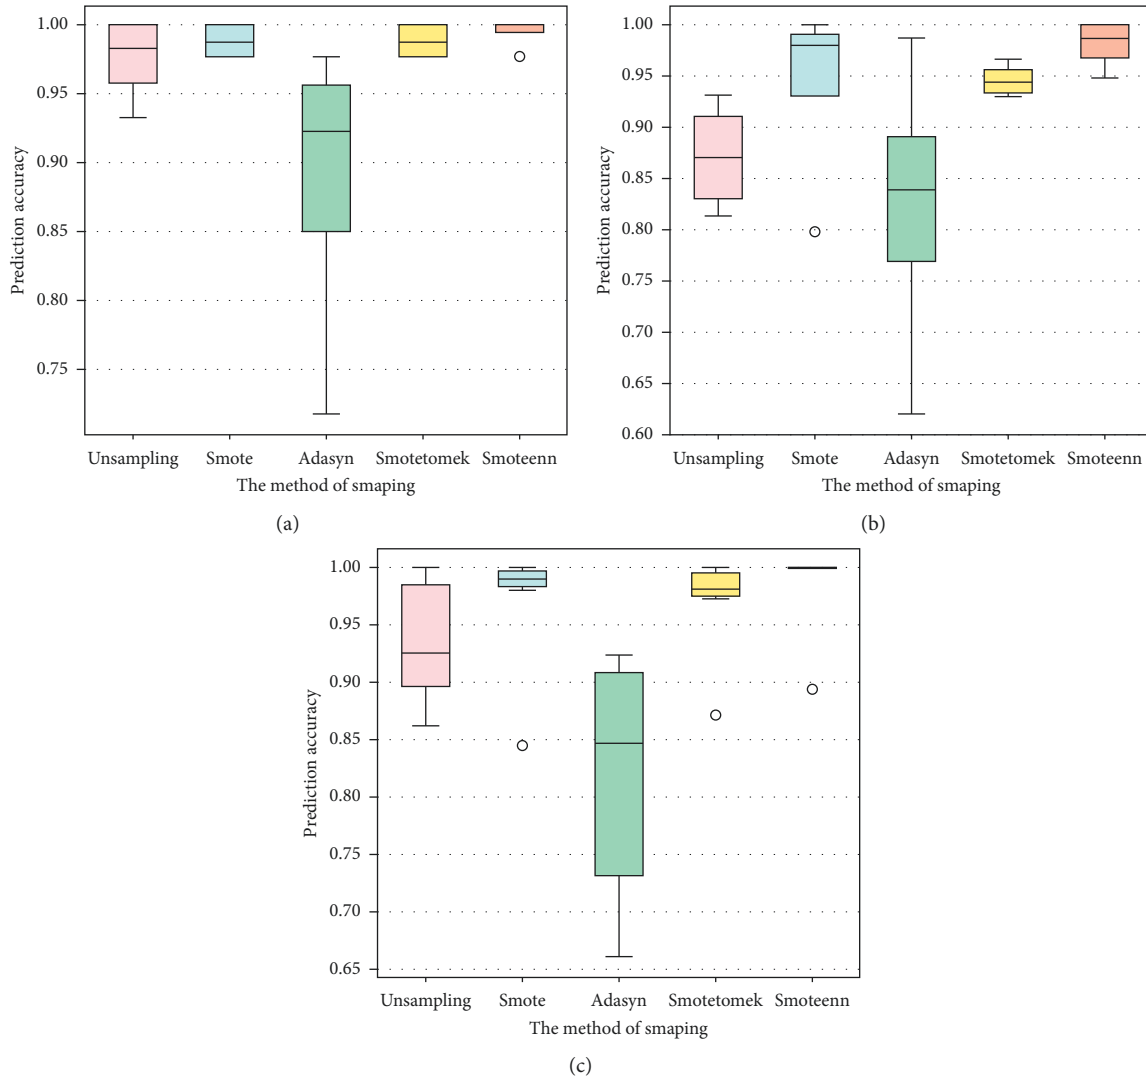 1.00
0.95
0.90
0.85
0.80
0.75
Prediction accuracy
Unsampling Smote Adasyn Smotetomek Smoteenn
The method of smaping
(a)
1.00
0.95
0.90
0.85
0.80
0.75
0.70
0.65
0.60
Prediction accuracy
Unsampling Smote Adasyn Smotetomek Smoteenn
The method of smaping
(b)
1.00
0.95
0.90
0.85
0.80
0.75
0.70
0.65
Prediction accuracy
Unsampling Smote Adasyn Smotetomek Smoteenn
The method of smaping
(c)